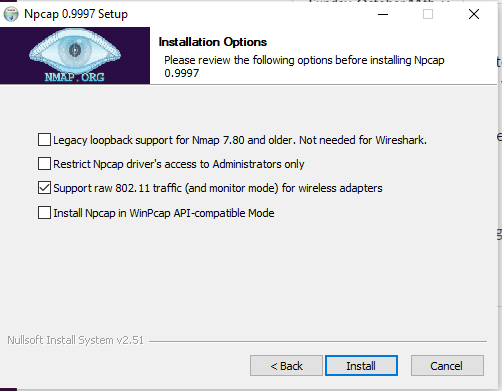 Npcap 0.9997 Setup
NMAP.ORG
Installation Options
Please review the following options before installing Npcap
0.9997
Legacy loopback support for Nmap 7.80 and older. Not needed for Wireshark.
Restrict Npcap driver's access to Administrators only
Support raw 802.11 traffic (and monitor mode) for wireless adapters
Install Npcap in WinPcap API-compatible Mode
Nullsoft Install System v2.51
< Back
Install
Cancel